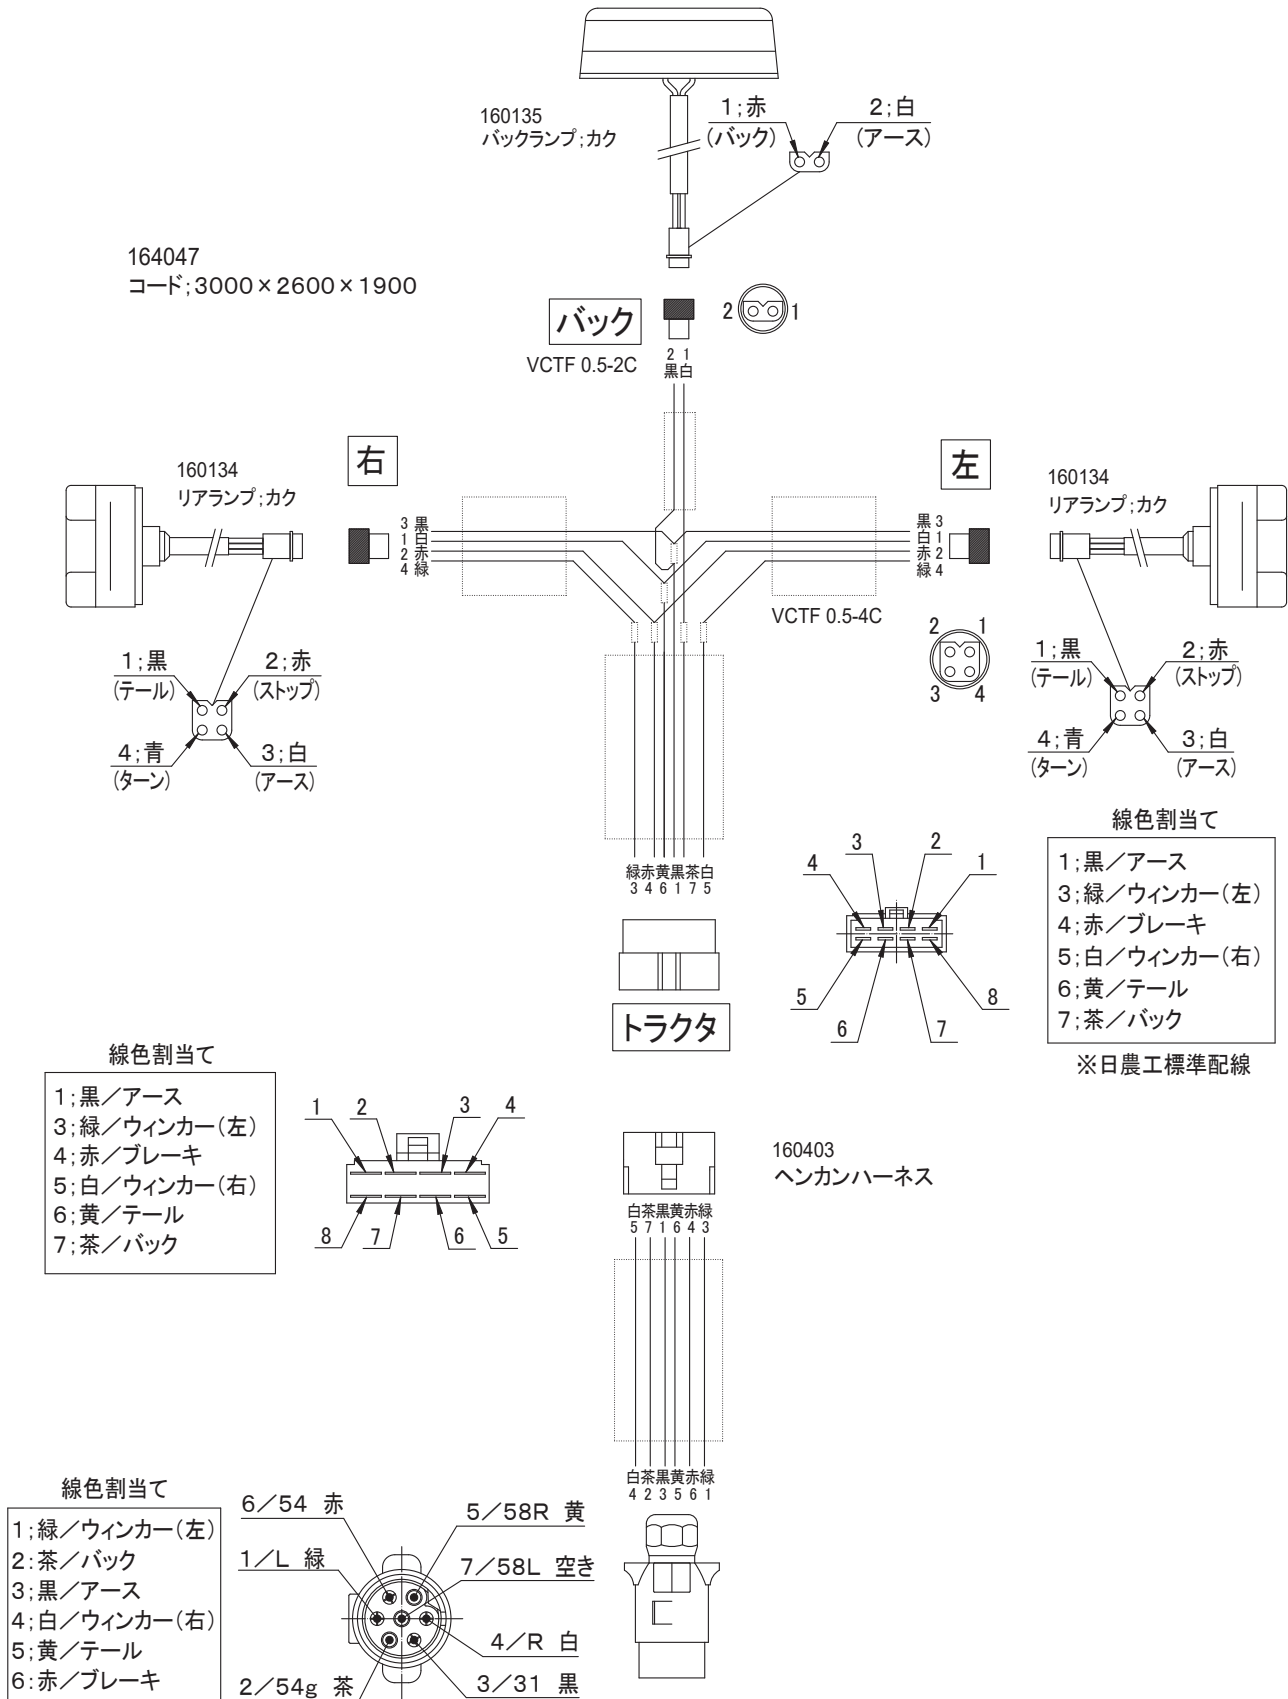 160135
バックランプ;カク
1;赤
(バック)
2;白
(アース)
164047
コード;3000×2600×1900
バック
VCTF 0.5-2C
2 1
2 1
黒白
右
160134
リアランプ;カク
3 黒
1 白
2 赤
4 緑
左
160134
リアランプ;カク
黒 3
白 1
赤 2
緑 4
VCTF 0.5-4C
2 1
3 4
1;黒
(テール)
2;赤
(ストップ)
4;青
(ターン)
3;白
(アース)
1;黒
(テール)
2;赤
(ストップ)
4;青
(ターン)
3;白
(アース)
緑赤黄黒茶白
3 4 6 1 7 5
トラクタ
4 3 2 1
5 6 7 8
線色割当て
1;黒/アース
3;緑/ウィンカー(左)
4;赤/ブレーキ
5;白/ウィンカー(右)
6;黄/テール
7;茶/バック
※日農工標準配線
線色割当て
1;黒/アース
3;緑/ウィンカー(左)
4;赤/ブレーキ
5;白/ウィンカー(右)
6;黄/テール
7;茶/バック
1 2 3 4
8 7 6 5
160403
ヘンカンハーネス
白茶黒黄赤緑
5 7 1 6 4 3
白茶黒黄赤緑
4 2 3 5 6 1
線色割当て
1;緑/ウィンカー(左)
2:茶/バック
3;黒/アース
4;白/ウィンカー(右)
5;黄/テール
6:赤/ブレーキ
6/54 赤
5/58R 黄
1/L 緑
7/58L 空き
4/R 白
2/54g 茶
3/31 黒